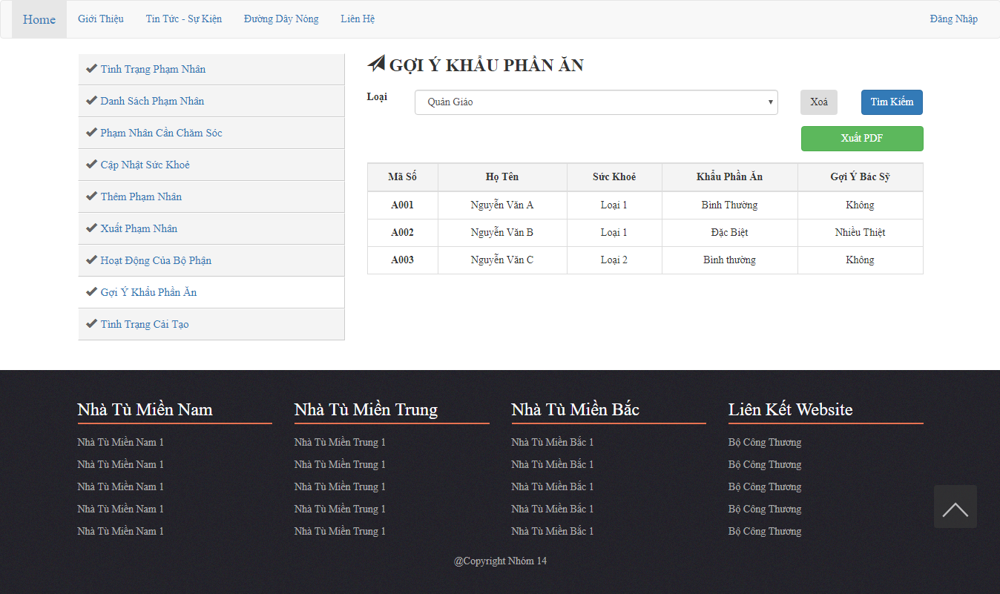 Home Giới Thiệu Tin Tức - Sự Kiện Đường Dây Nóng Liên Hệ Đăng Nhập
Tình Trạng Phạm Nhân
Danh Sách Phạm Nhân
Phạm Nhân Cần Chăm Sóc
Cập Nhật Sức Khoẻ
Thêm Phạm Nhân
Xuất Phạm Nhân
Hoạt Động Của Bộ Phận
Gợi Ý Khẩu Phần Ăn
Tình Trạng Cải Tạo
GỢI Ý KHẨU PHẦN ĂN
Loại Quản Giáo Xoá Tìm Kiếm
Xuất PDF
Mã Số Họ Tên Sức Khoẻ Khẩu Phần Ăn Gợi Ý Bác Sỹ
A001 Nguyễn Văn A Loại 1 Bình Thường Không
A002 Nguyễn Văn B Loại 1 Đặc Biệt Nhiều Thiệt
A003 Nguyễn Văn C Loại 2 Bình thường Không
Nhà Tù Miền Nam Nhà Tù Miền Trung Nhà Tù Miền Bắc Liên Kết Website
Nhà Tù Miền Nam 1 Nhà Tù Miền Trung 1 Nhà Tù Miền Bắc 1 Bộ Công Thương
Nhà Tù Miền Nam 1 Nhà Tù Miền Trung 1 Nhà Tù Miền Bắc 1 Bộ Công Thương
Nhà Tù Miền Nam 1 Nhà Tù Miền Trung 1 Nhà Tù Miền Bắc 1 Bộ Công Thương
Nhà Tù Miền Nam 1 Nhà Tù Miền Trung 1 Nhà Tù Miền Bắc 1 Bộ Công Thương
Nhà Tù Miền Nam 1 Nhà Tù Miền Trung 1 Nhà Tù Miền Bắc 1 Bộ Công Thương
@Copyright Nhóm 14